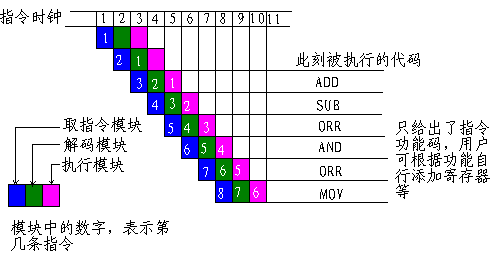 指令时钟 1 2 3 4 5 6 7 8 9 10 11
1
2 1 此刻被执行的代码
3 2 1 ADD
4 3 2 SUB
5 4 3 ORR
6 5 4 AND
7 6 5 ORR
8 7 6 MOV
取指令模块
解码模块
执行模块
模块中的数字，表示第
几条指令
只给出了指令
功能码，用户
可根据功能自
行添加寄存器
等